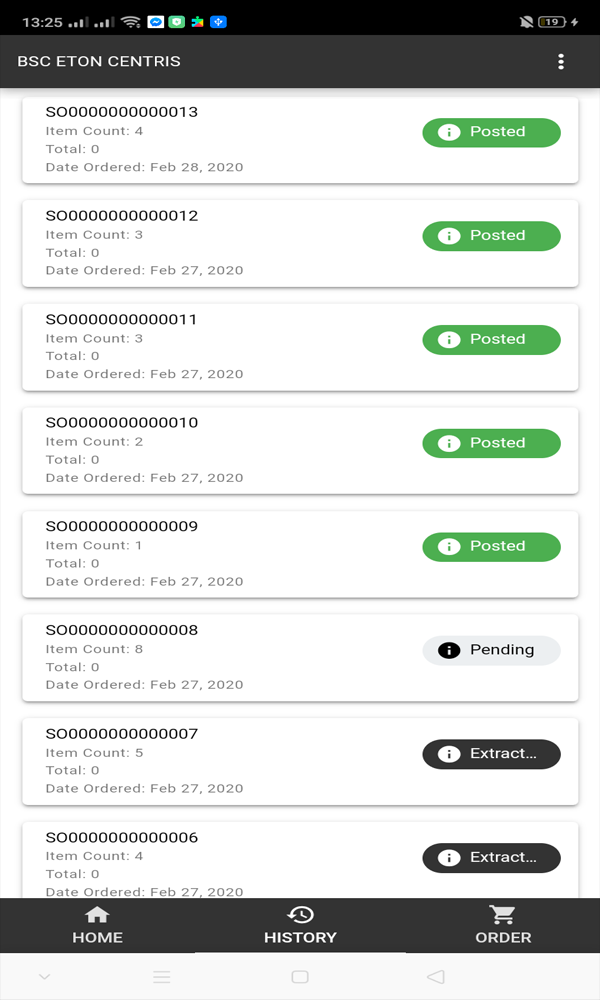 13:25
19
BSC ETON CENTRIS
SO0000000000013
Item Count: 4
Posted
Total: 0
Date Ordered: Feb 28, 2020
SO0000000000012
Item Count: 3
Posted
Total: 0
Date Ordered: Feb 27, 2020
SO0000000000011
Item Count: 3
Posted
Total: 0
Date Ordered: Feb 27, 2020
SO0000000000010
Item Count: 2
Posted
Total: 0
Date Ordered: Feb 27, 2020
SO0000000000009
Item Count: 1
Posted
Total: 0
Date Ordered: Feb 27, 2020
SO0000000000008
Item Count: 8
Pending
Total: 0
Date Ordered: Feb 27, 2020
SO0000000000007
Item Count: 5
Extract...
Total: 0
Date Ordered: Feb 27, 2020
SO0000000000006
Item Count: 4
Extract...
Total: 0
Date Ordered: Feb 27, 2020
HOME HISTORY ORDER